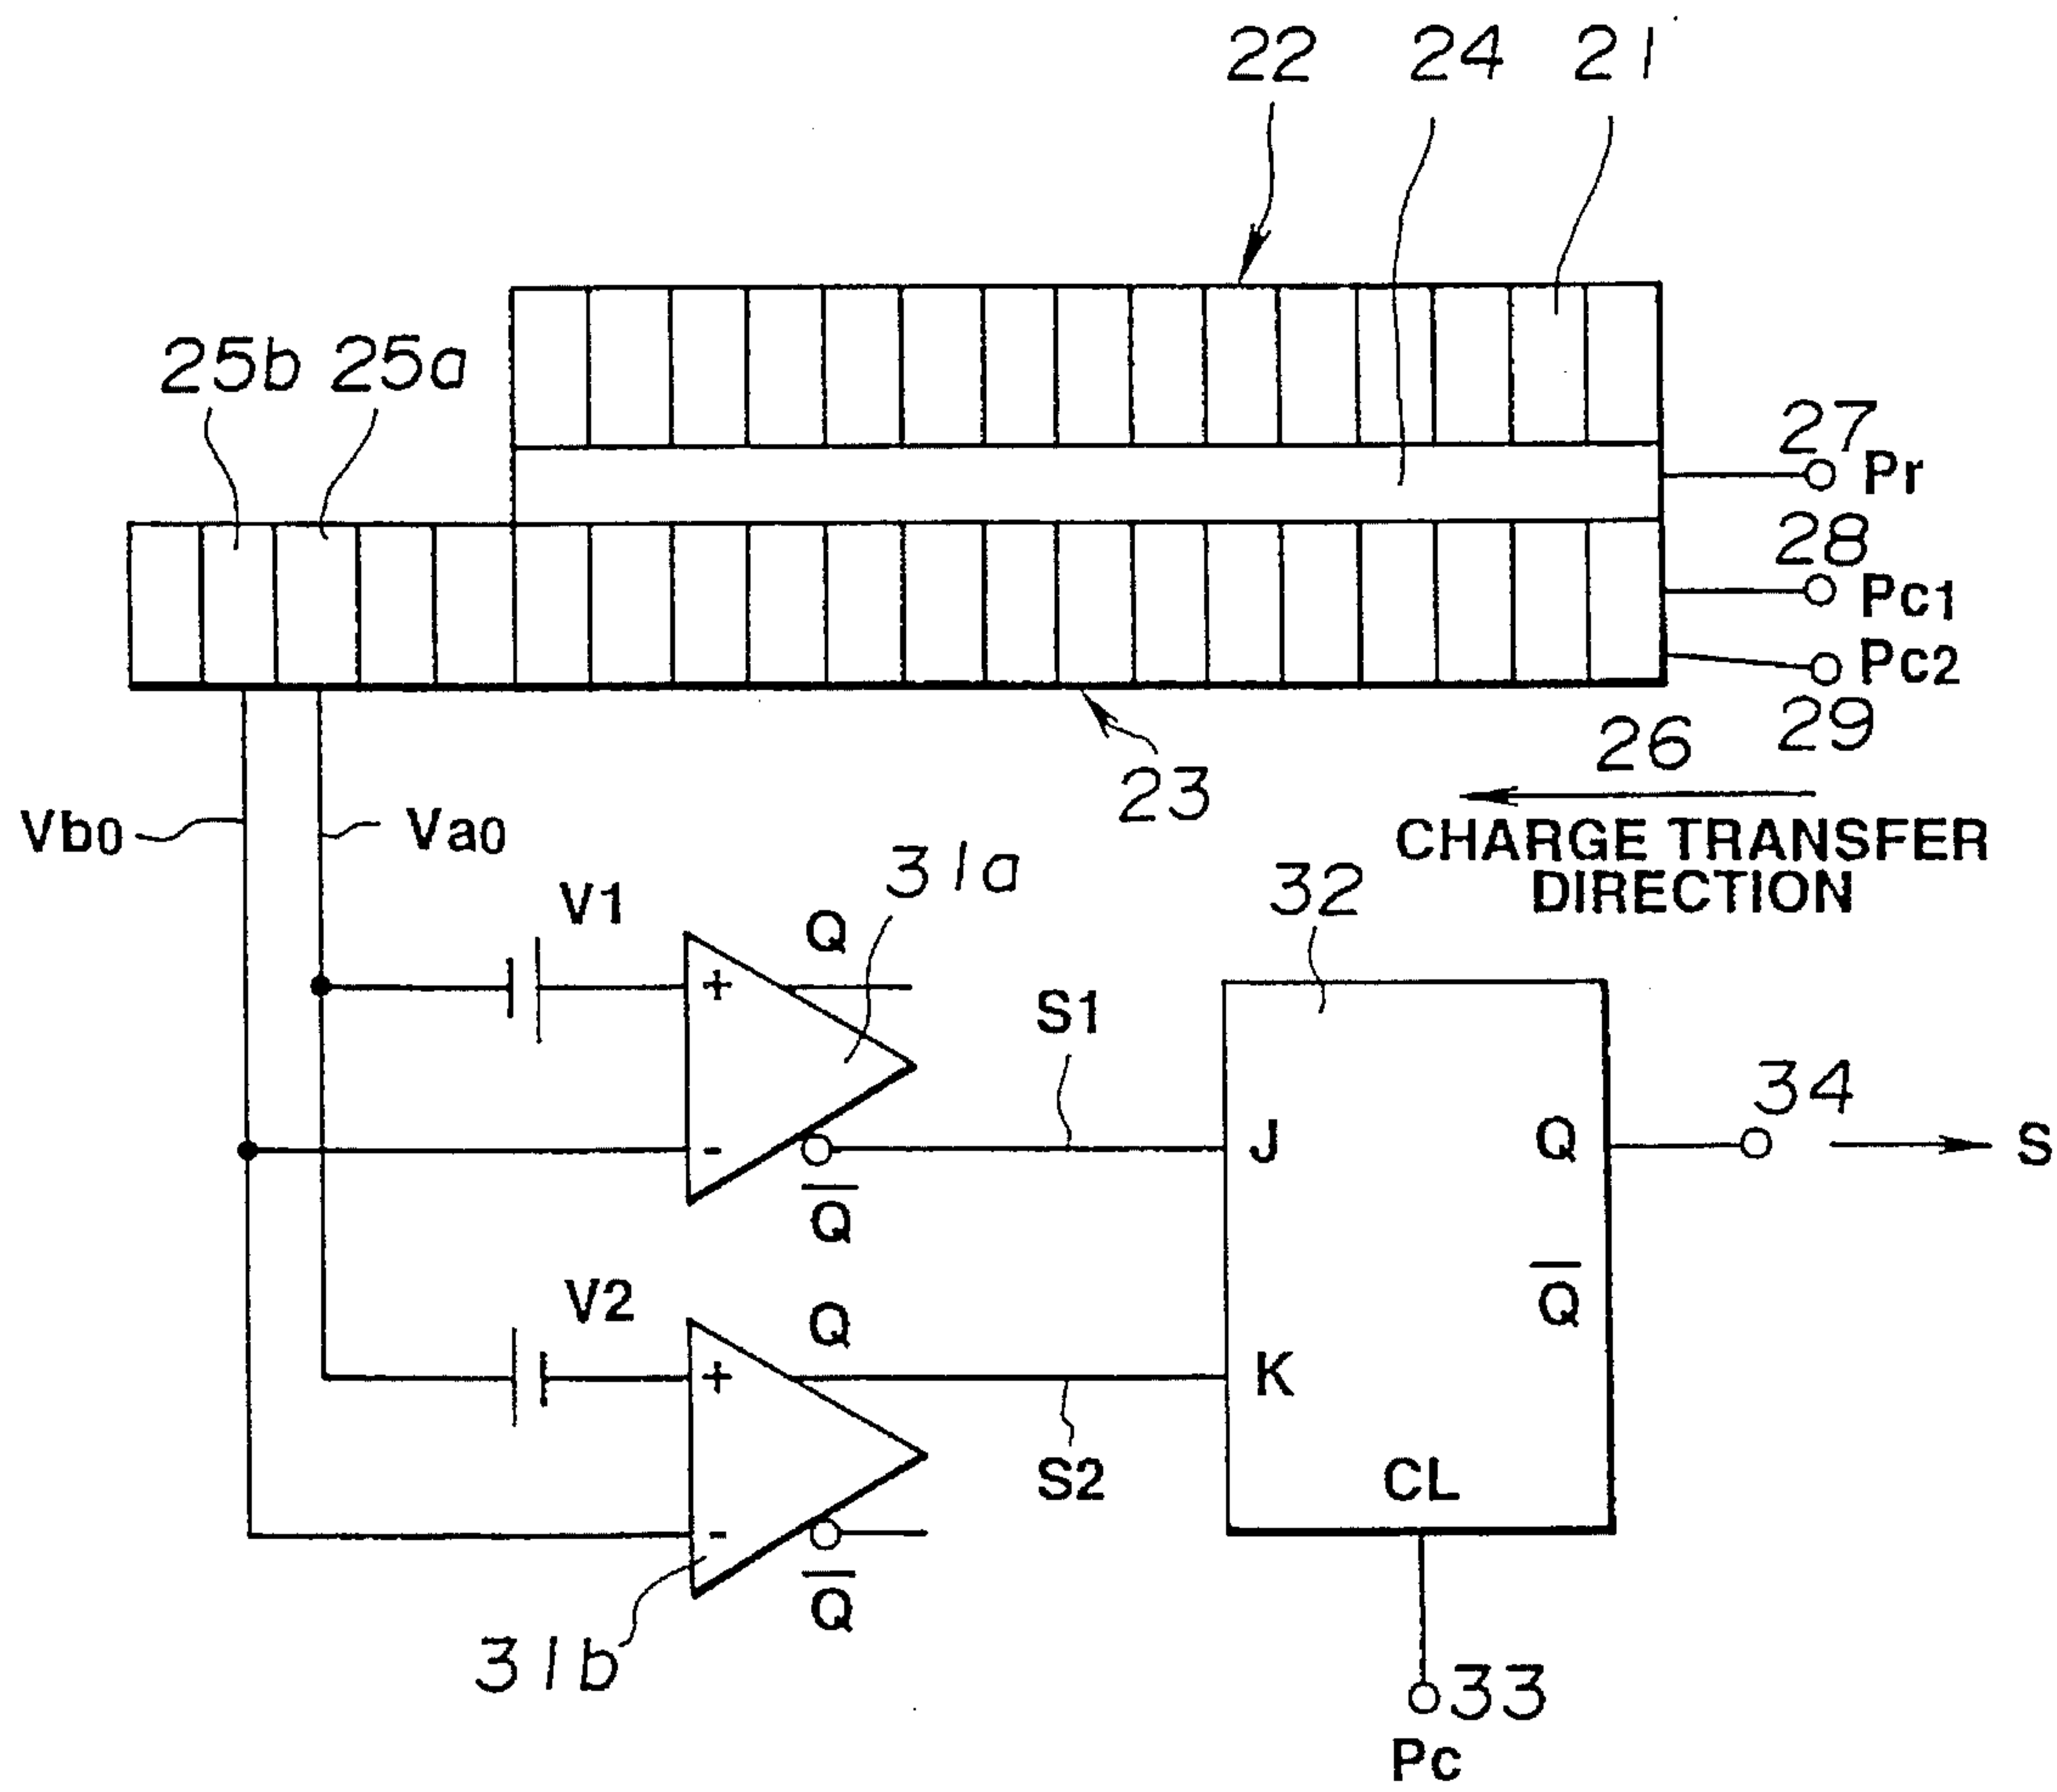 22 24 21
25b 25a
27
Pr
28
Pc1
Pc2
29
26
23
CHARGE TRANSFER
DIRECTION
Vb0 Va0
31a
32
V1
Q
+
S1
34
-
J
Q
S
Q̅
V2
Q
Q̅
+
K
S2
CL
-
Q̅
31b
33
Pc